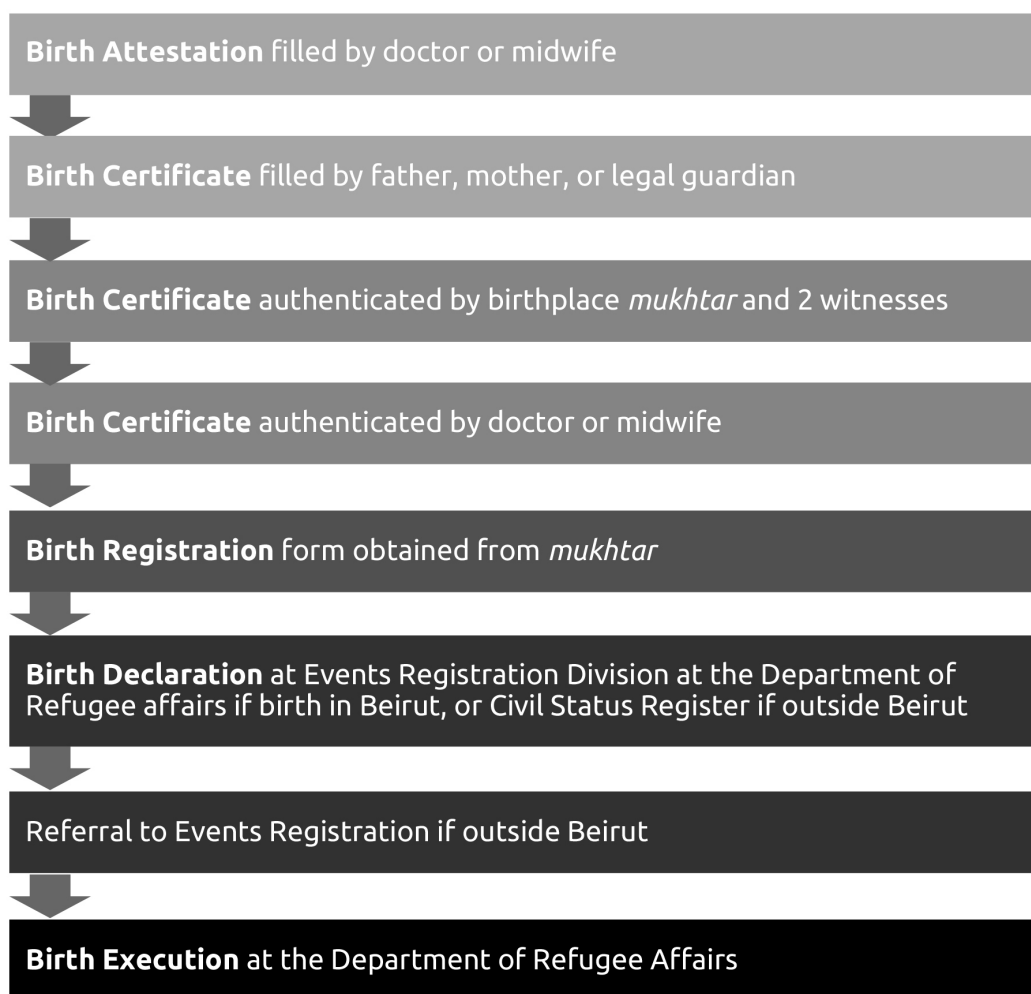 Birth Attestation filled by doctor or midwife
Birth Certificate filled by father, mother, or legal guardian
Birth Certificate authenticated by birthplace mukhtar and 2 witnesses
Birth Certificate authenticated by doctor or midwife
Birth Registration form obtained from mukhtar
Birth Declaration at Events Registration Division at the Department of
Refugee affairs if birth in Beirut, or Civil Status Register if outside Beirut
Referral to Events Registration if outside Beirut
Birth Execution at the Department of Refugee Affairs